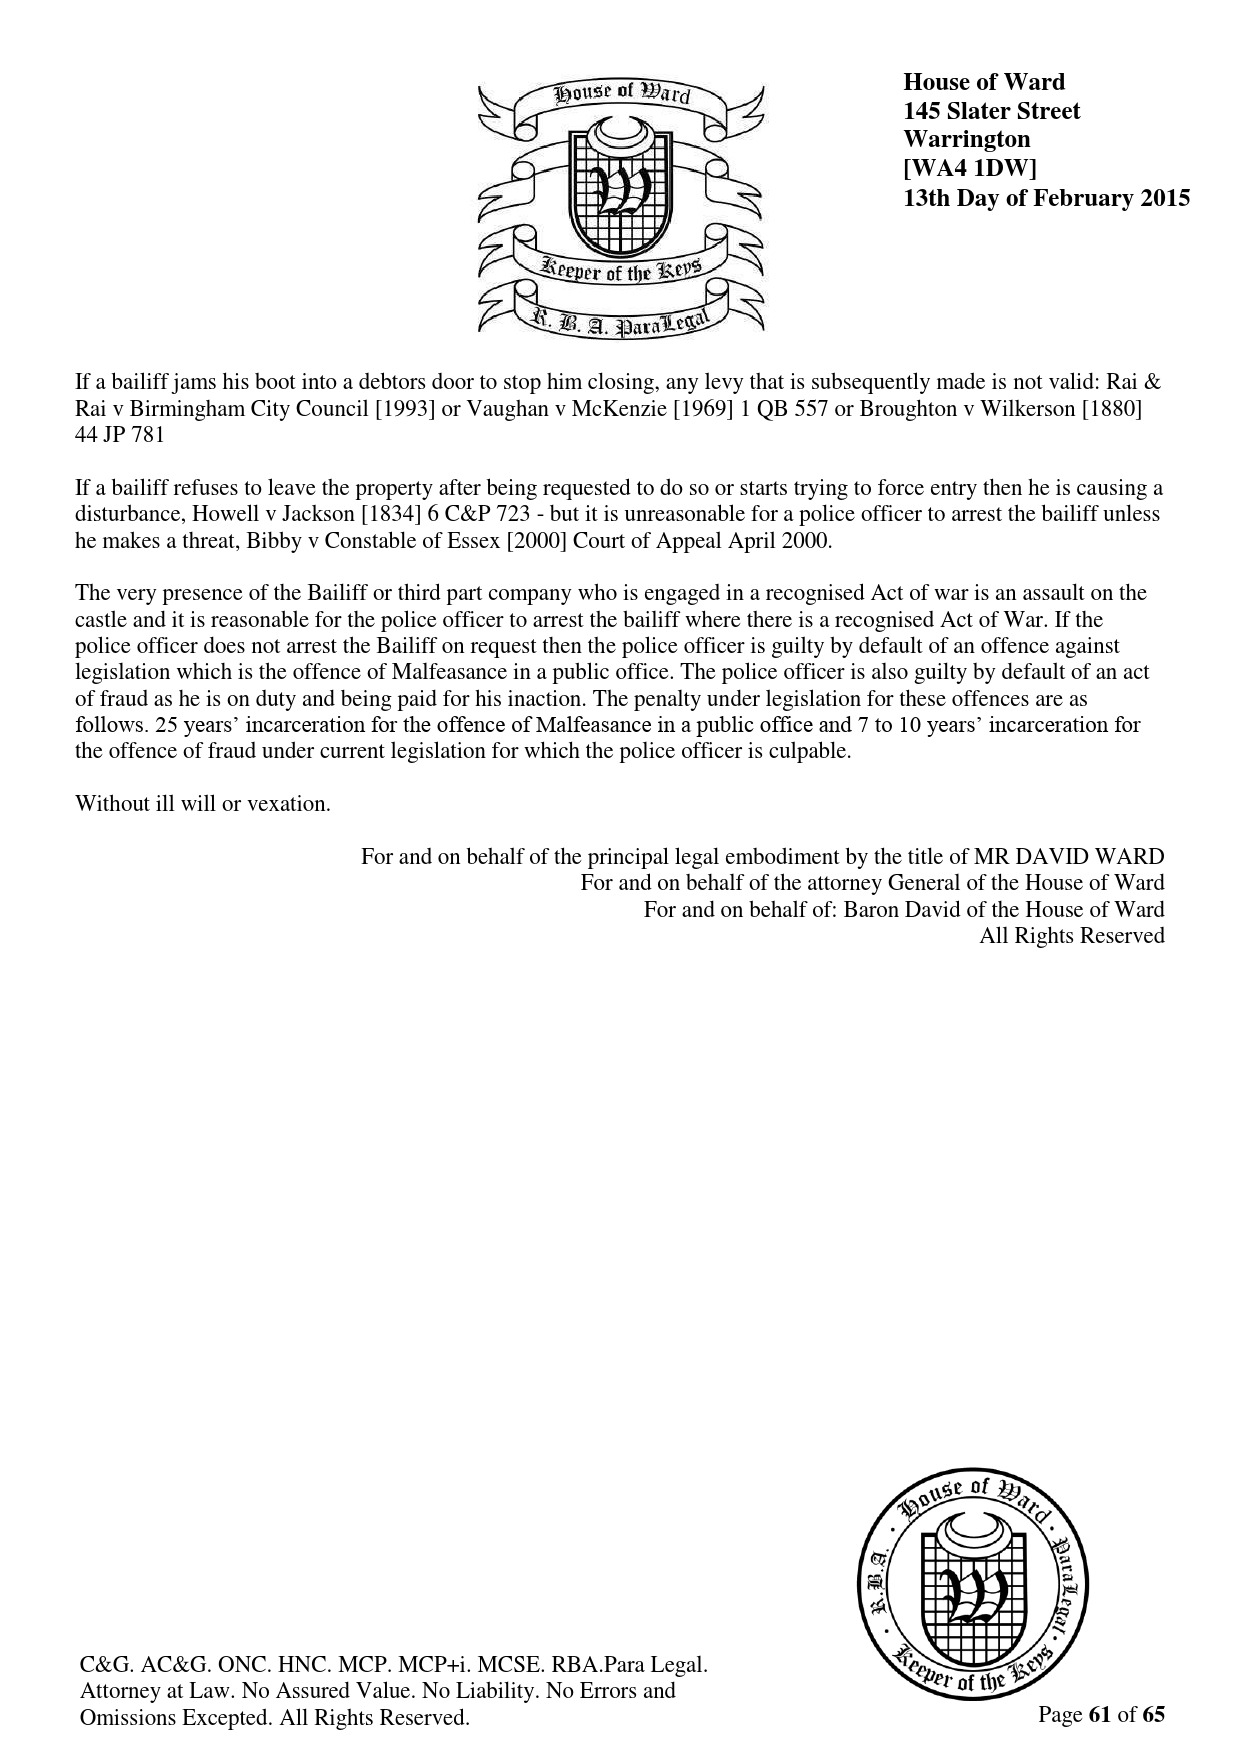 House of Ward
145 Slater Street
Warrington
[WA4 1DW]
13th Day of February 2015
House of Ward
W
Keeper of the Keys
R. B. A. ParaLegal
If a bailiff jams his boot into a debtors door to stop him closing, any levy that is subsequently made is not valid: Rai &
Rai v Birmingham City Council [1993] or Vaughan v McKenzie [1969] 1 QB 557 or Broughton v Wilkerson [1880]
44 JP 781
If a bailiff refuses to leave the property after being requested to do so or starts trying to force entry then he is causing a
disturbance, Howell v Jackson [1834] 6 C&P 723 - but it is unreasonable for a police officer to arrest the bailiff unless
he makes a threat, Bibby v Constable of Essex [2000] Court of Appeal April 2000.
The very presence of the Bailiff or third part company who is engaged in a recognised Act of war is an assault on the
castle and it is reasonable for the police officer to arrest the bailiff where there is a recognised Act of War. If the
police officer does not arrest the Bailiff on request then the police officer is guilty by default of an offence against
legislation which is the offence of Malfeasance in a public office. The police officer is also guilty by default of an act
of fraud as he is on duty and being paid for his inaction. The penalty under legislation for these offences are as
follows. 25 years’ incarceration for the offence of Malfeasance in a public office and 7 to 10 years’ incarceration for
the offence of fraud under current legislation for which the police officer is culpable.
Without ill will or vexation.
For and on behalf of the principal legal embodiment by the title of MR DAVID WARD
For and on behalf of the attorney General of the House of Ward
For and on behalf of: Baron David of the House of Ward
All Rights Reserved
· House of Ward · ParaLegal · Keeper of the Keys · R.B.A.
W
C&G. AC&G. ONC. HNC. MCP. MCP+i. MCSE. RBA.Para Legal.
Attorney at Law. No Assured Value. No Liability. No Errors and
Omissions Excepted. All Rights Reserved.
Page 61 of 65